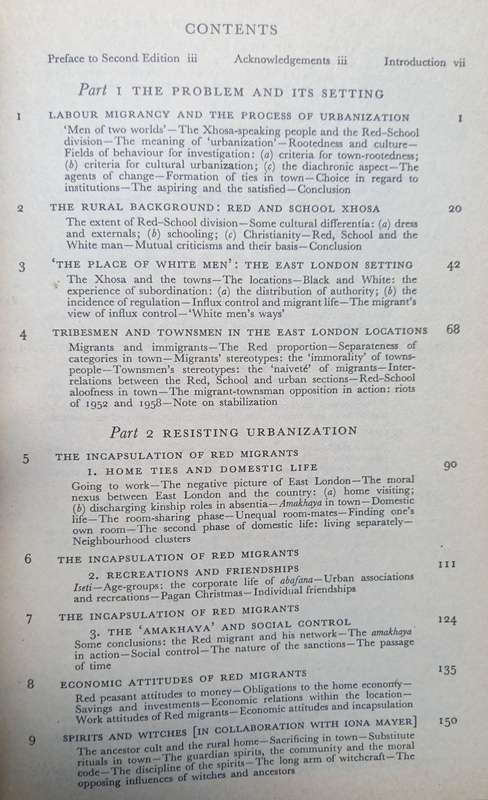 CONTENTS
Preface to Second Edition iii Acknowledgements iii Introduction vii
Part 1 THE PROBLEM AND ITS SETTING
1 LABOUR MIGRANCY AND THE PROCESS OF URBANIZATION 1
'Men of two worlds'—The Xhosa-speaking people and the Red–School
division—The meaning of 'urbanization'—Rootedness and culture—
Fields of behaviour for investigation: (a) criteria for town-rootedness;
(b) criteria for cultural urbanization; (c) the diachronic aspect—The
agents of change—Formation of ties in town—Choice in regard to
institutions—The aspiring and the satisfied—Conclusion
2 THE RURAL BACKGROUND: RED AND SCHOOL XHOSA 20
The extent of Red–School division—Some cultural differentia: (a) dress
and externals; (b) schooling; (c) Christianity—Red, School and the
White man—Mutual criticisms and their basis—Conclusion
3 'THE PLACE OF WHITE MEN': THE EAST LONDON SETTING 42
The Xhosa and the towns—The locations—Black and White: the
experience of subordination: (a) the distribution of authority; (b) the
incidence of regulation—Influx control and migrant life—The migrant's
view of influx control—'White men's ways'
4 TRIBESMEN AND TOWNSMEN IN THE EAST LONDON LOCATIONS 68
Migrants and immigrants—The Red proportion—Separateness of
categories in town—Migrants' stereotypes: the 'immorality' of towns-
people—Townsmen's stereotypes: the 'naiveté' of migrants—Inter-
relations between the Red, School and urban sections—Red–School
aloofness in town—The migrant-townsman opposition in action: riots
of 1952 and 1958—Note on stabilization
Part 2 RESISTING URBANIZATION
5 THE INCAPSULATION OF RED MIGRANTS
1. HOME TIES AND DOMESTIC LIFE 90
Going to work—The negative picture of East London—The moral
nexus between East London and the country: (a) home visiting;
(b) discharging kinship roles in absentia—Amakhaya in town—Domestic
life—The room-sharing phase—Unequal room-mates—Finding one's
own room—The second phase of domestic life: living separately—
Neighbourhood clusters
6 THE INCAPSULATION OF RED MIGRANTS
2. RECREATIONS AND FRIENDSHIPS 111
Iseti—Age-groups: the corporate life of abafana—Urban associations
and recreations—Pagan Christmas—Individual friendships
7 THE INCAPSULATION OF RED MIGRANTS
3. THE 'AMAKHAYA' AND SOCIAL CONTROL 124
Some conclusions: the Red migrant and his network—The amakhaya
in action—Social control—The nature of the sanctions—The passage
of time
8 ECONOMIC ATTITUDES OF RED MIGRANTS 135
Red peasant attitudes to money—Obligations to the home economy—
Savings and investments—Economic relations within the location—
Work attitudes of Red migrants—Economic attitudes and incapsulation
9 SPIRITS AND WITCHES [IN COLLABORATION WITH IONA MAYER] 150
The ancestor cult and the rural home—Sacrificing in town—Substitute
rituals in town—The guardian spirits, the community and the moral
code—The discipline of the spirits—The long arm of witchcraft—The
opposing influences of witches and ancestors